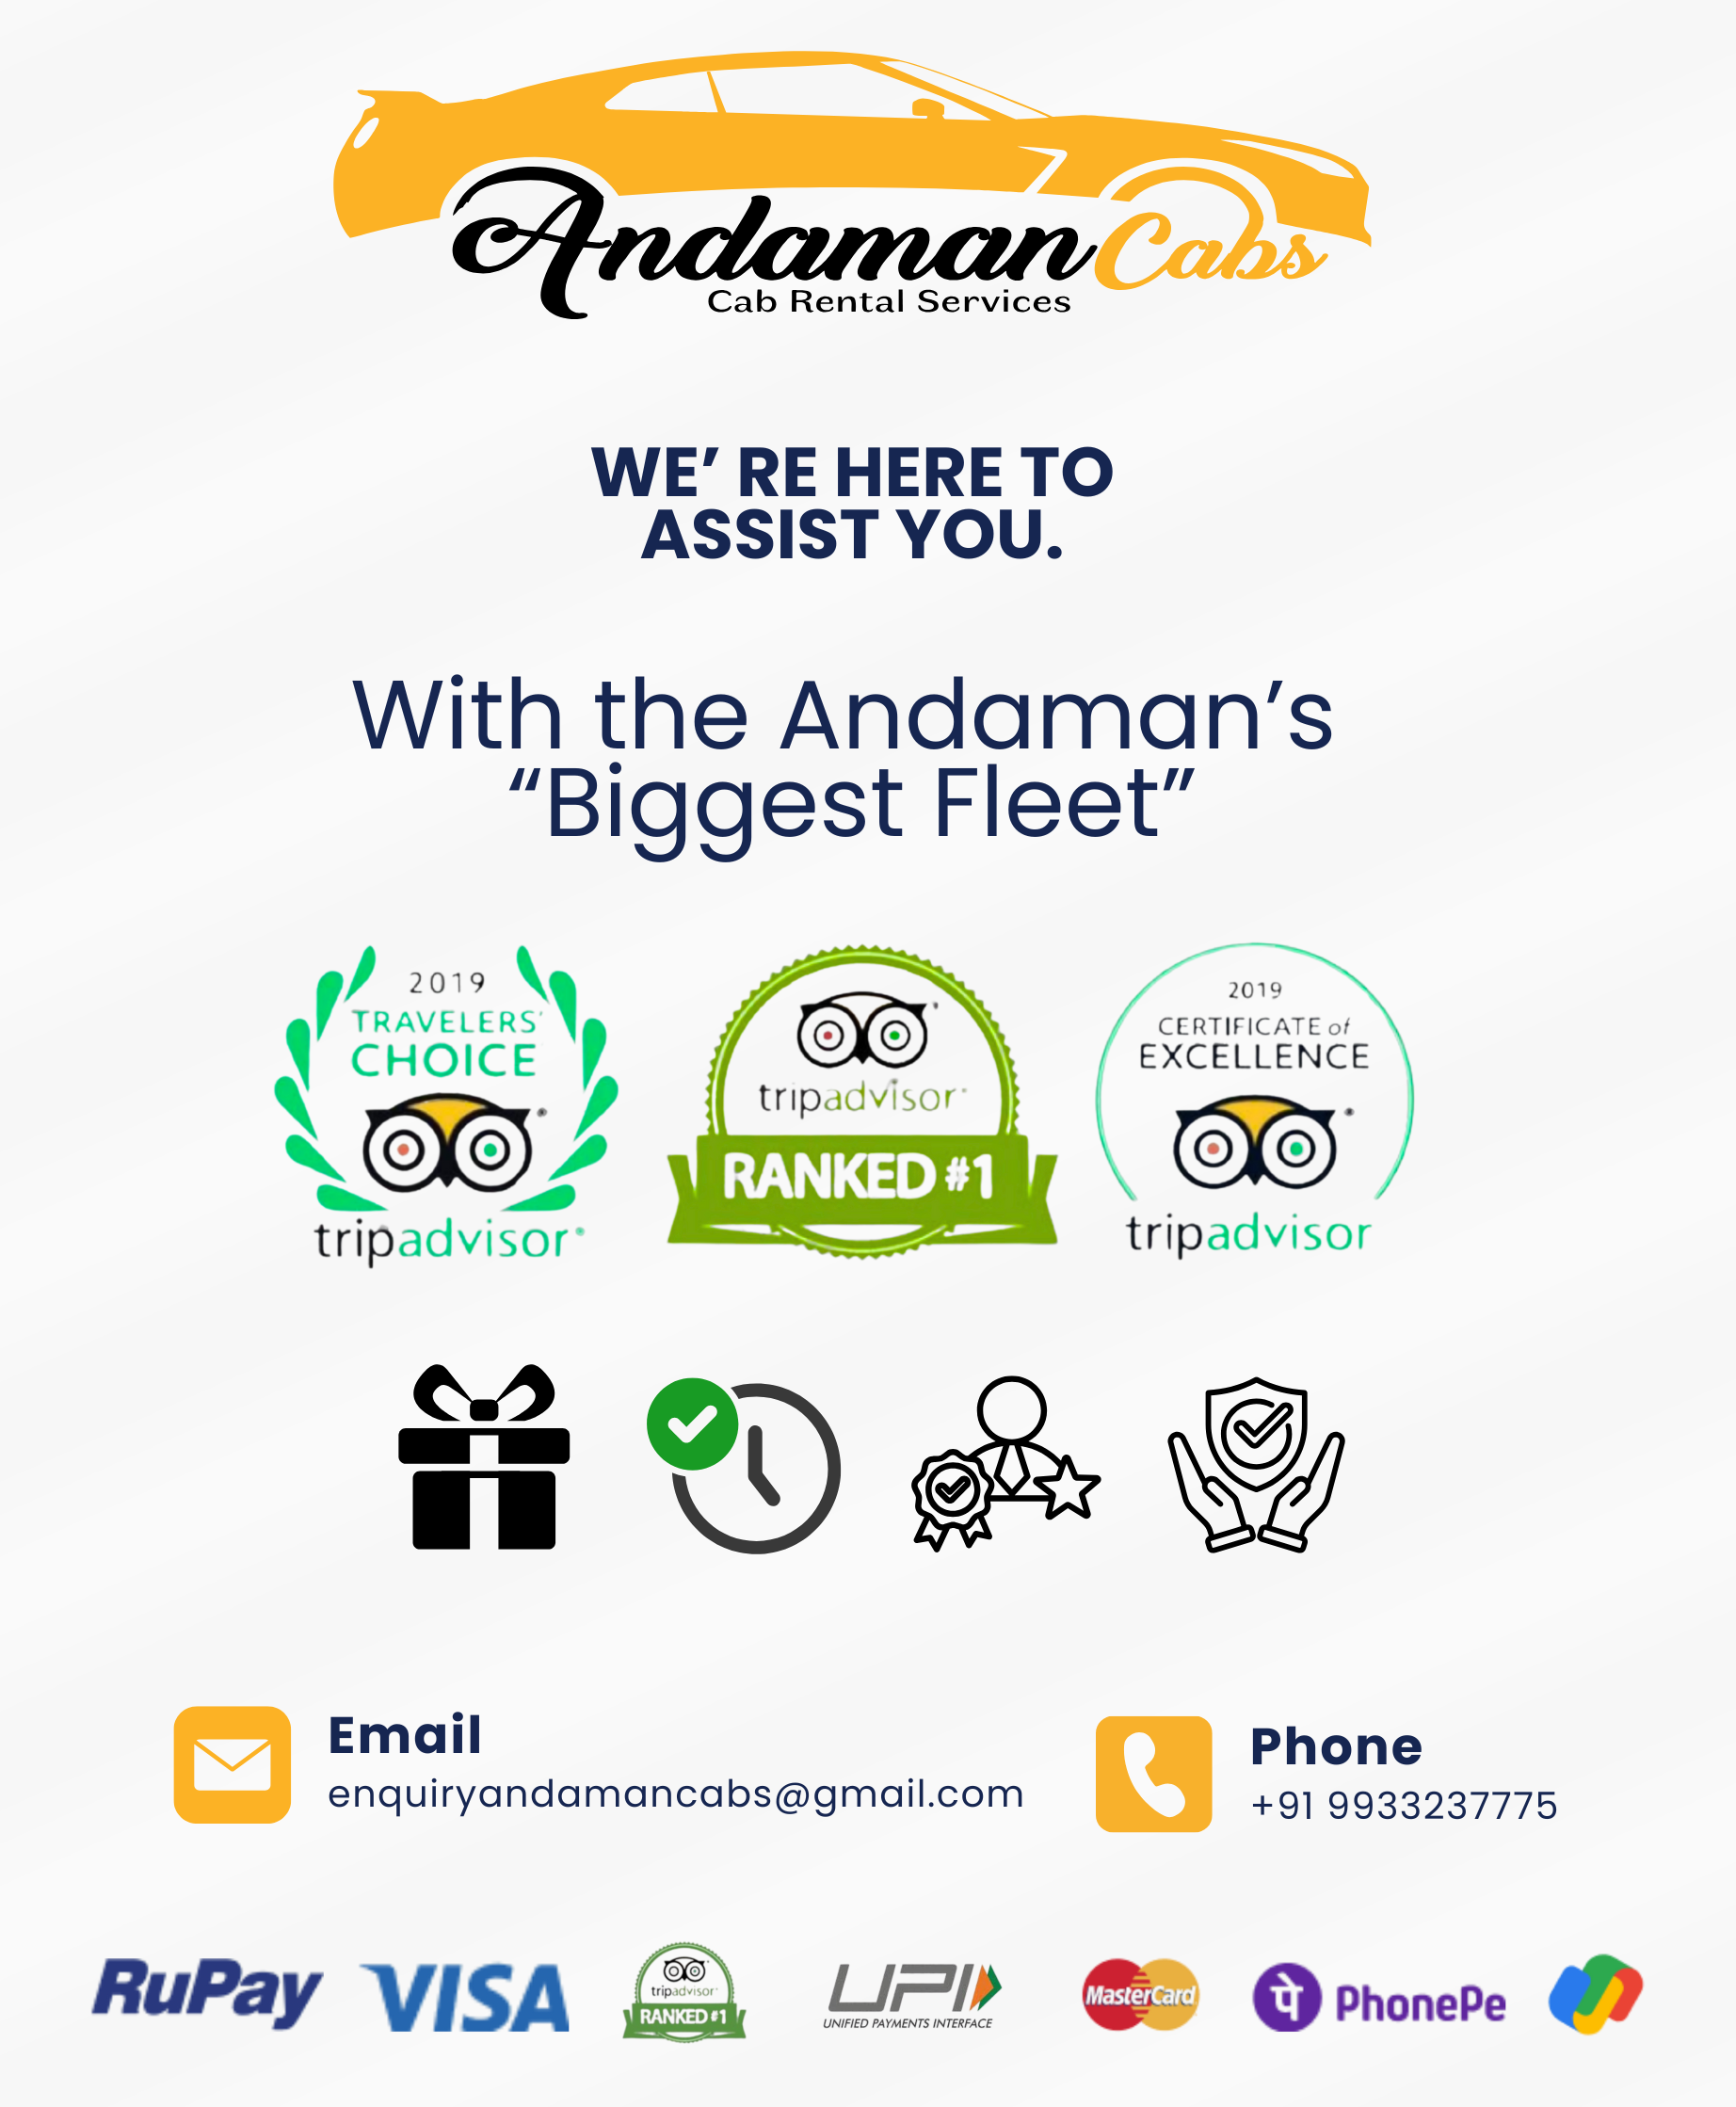 Andaman Cabs
Cab Rental Services
WE’ RE HERE TO
ASSIST YOU.
With the Andaman’s
“Biggest Fleet”
2019
TRAVELERS'
CHOICE
tripadvisor®
tripadvisor®
RANKED #1
2019
CERTIFICATE of
EXCELLENCE
tripadvisor
Email
enquiryandamancabs@gmail.com
Phone
+91 9933237775
RuPay
VISA
tripadvisor
RANKED #1
UPI
UNIFIED PAYMENTS INTERFACE
MasterCard
पे PhonePe